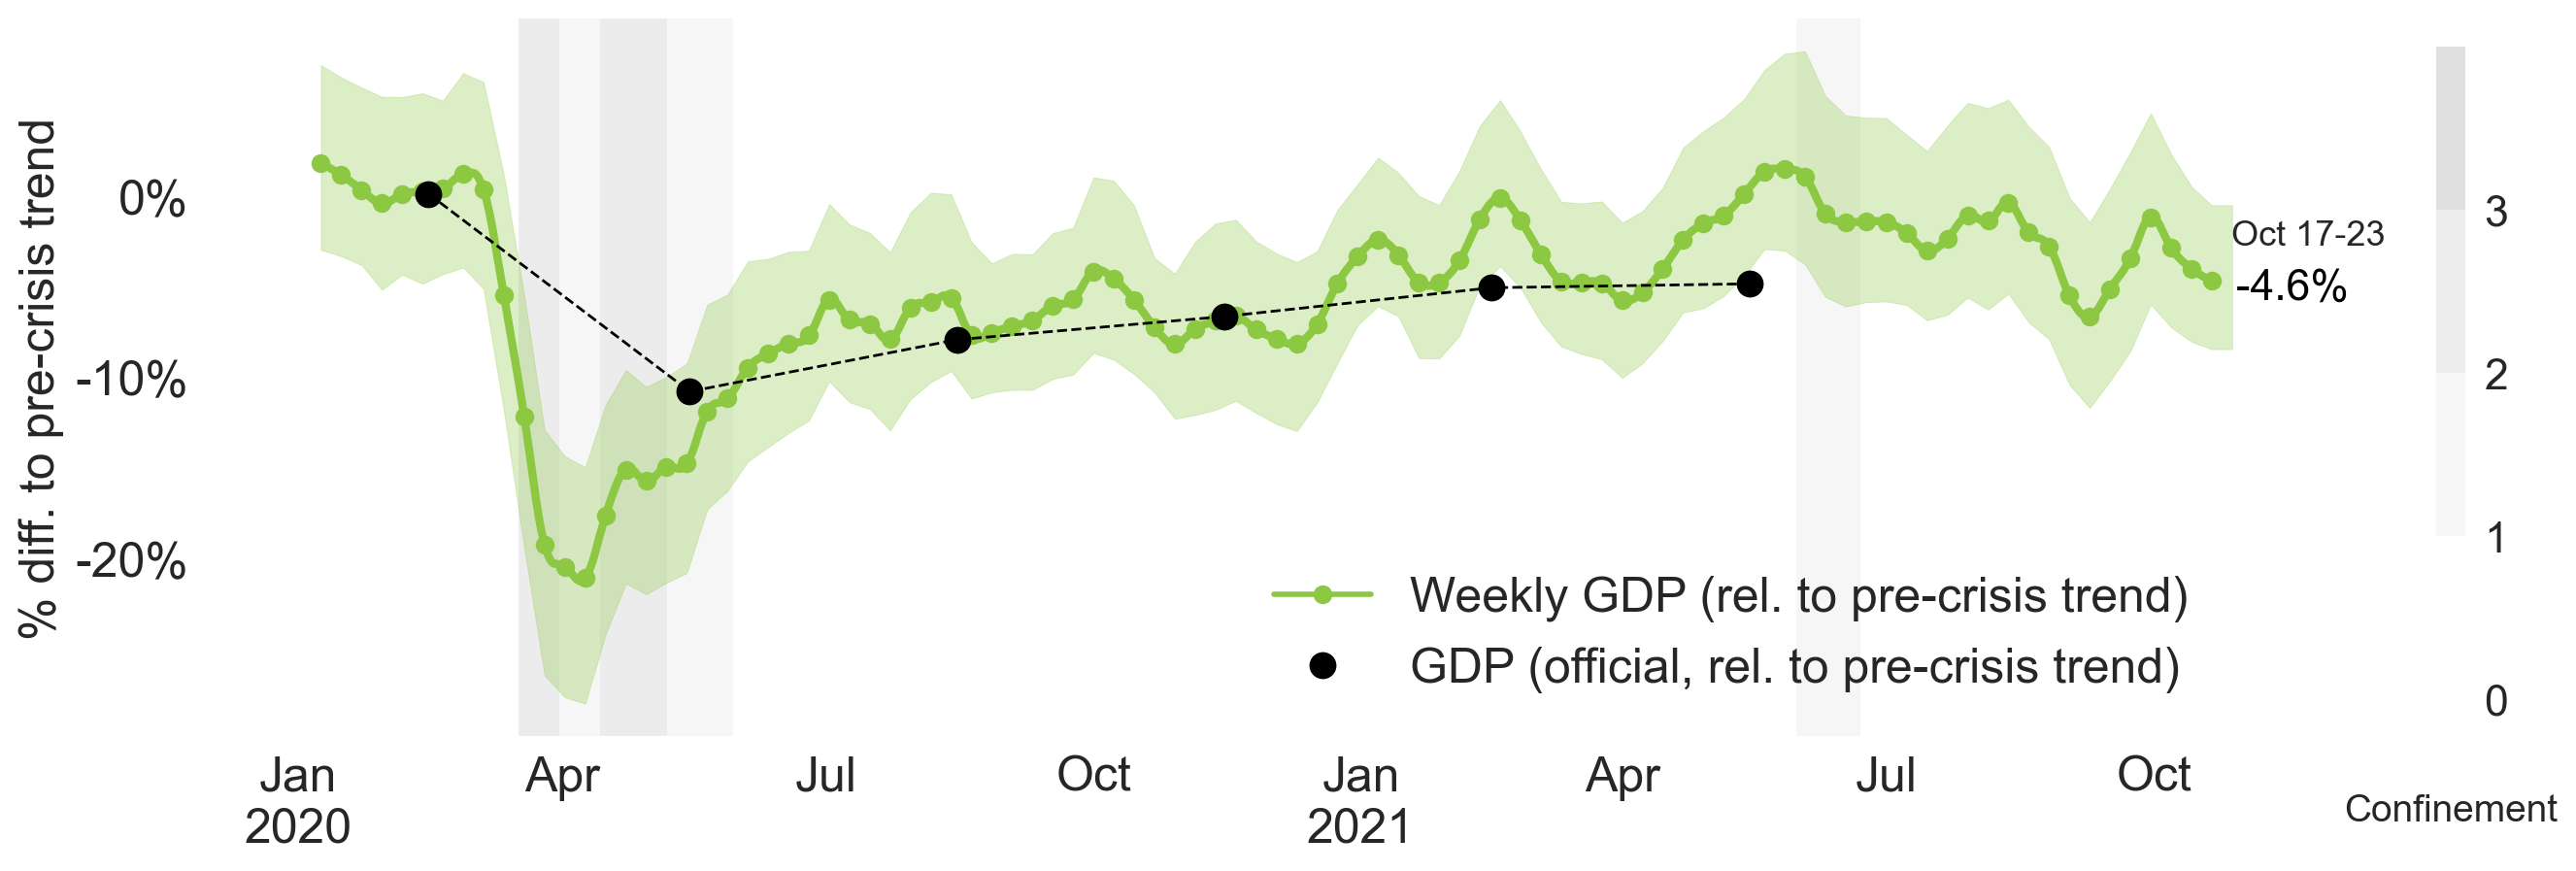 % diff. to pre-crisis trend
0%
-10%
-20%
Oct 17-23
-4.6%
Weekly GDP (rel. to pre-crisis trend)
GDP (official, rel. to pre-crisis trend)
Jan
2020
Apr
Jul
Oct
Jan
2021
Apr
Jul
Oct
3
2
1
0
Confinement